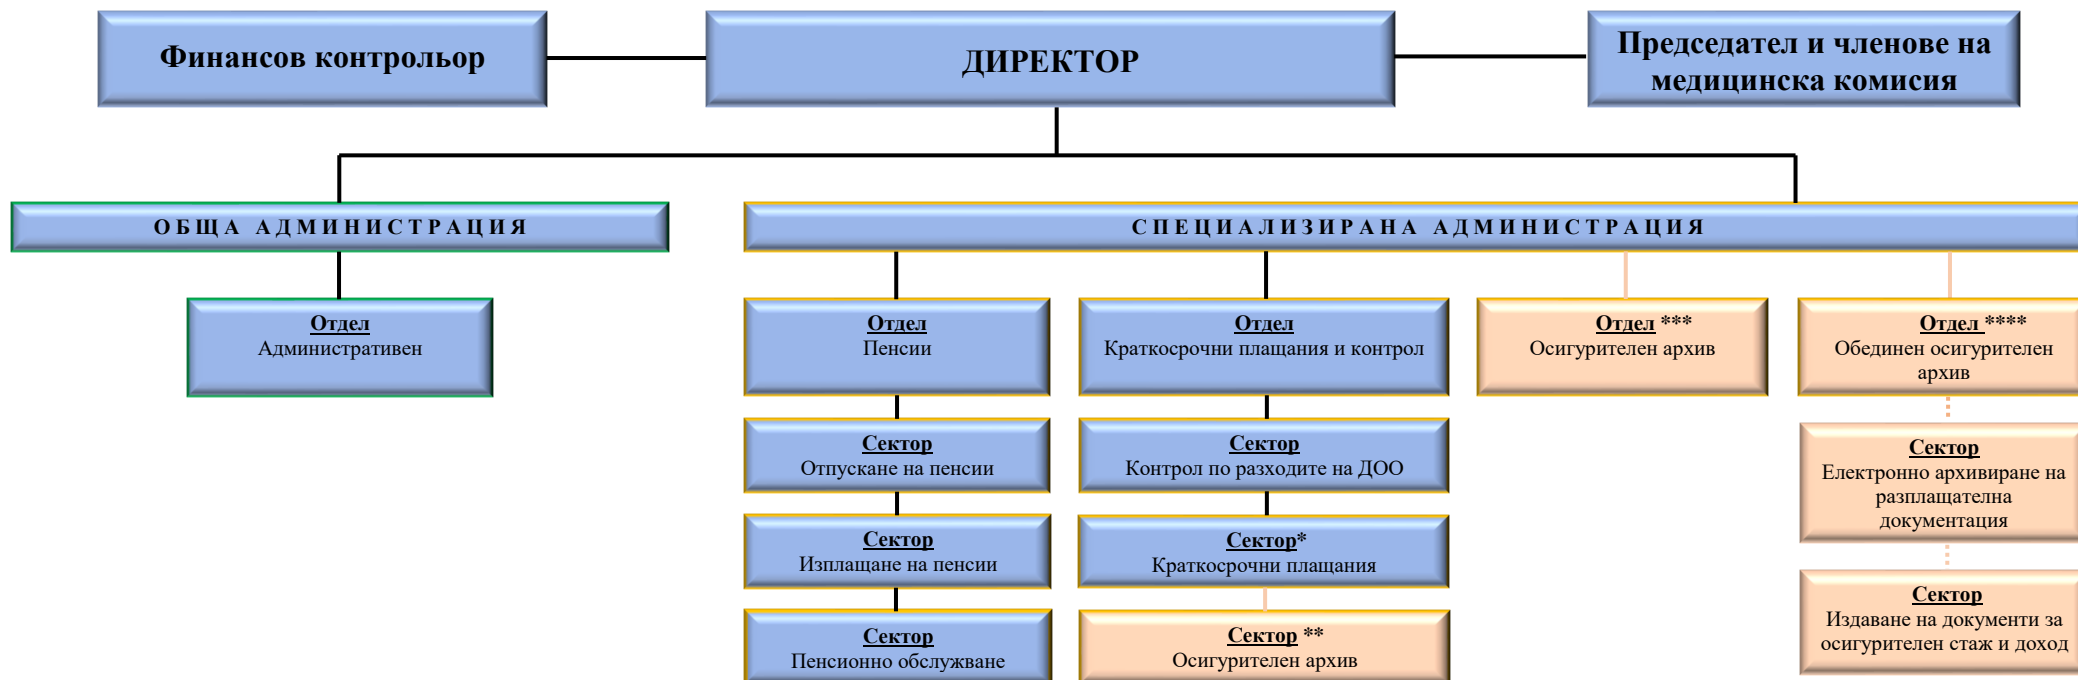 Финансов контрольор
ДИРЕКТОР
Председател и членове на
медицинска комисия
ОБЩА АДМИНИСТРАЦИЯ
СПЕЦИАЛИЗИРАНА АДМИНИСТРАЦИЯ
Отдел
Административен
Отдел
Пенсии
Сектор
Отпускане на пенсии
Сектор
Изплащане на пенсии
Сектор
Пенсионно обслужване
Отдел
Краткосрочни плащания и контрол
Сектор
Контрол по разходите на ДОО
Сектор*
Краткосрочни плащания
Сектор **
Осигурителен архив
Отдел ***
Осигурителен архив
Отдел ****
Обединен осигурителен
архив
Сектор
Електронно архивиране на
разплащателна
документация
Сектор
Издаване на документи за
осигурителен стаж и доход